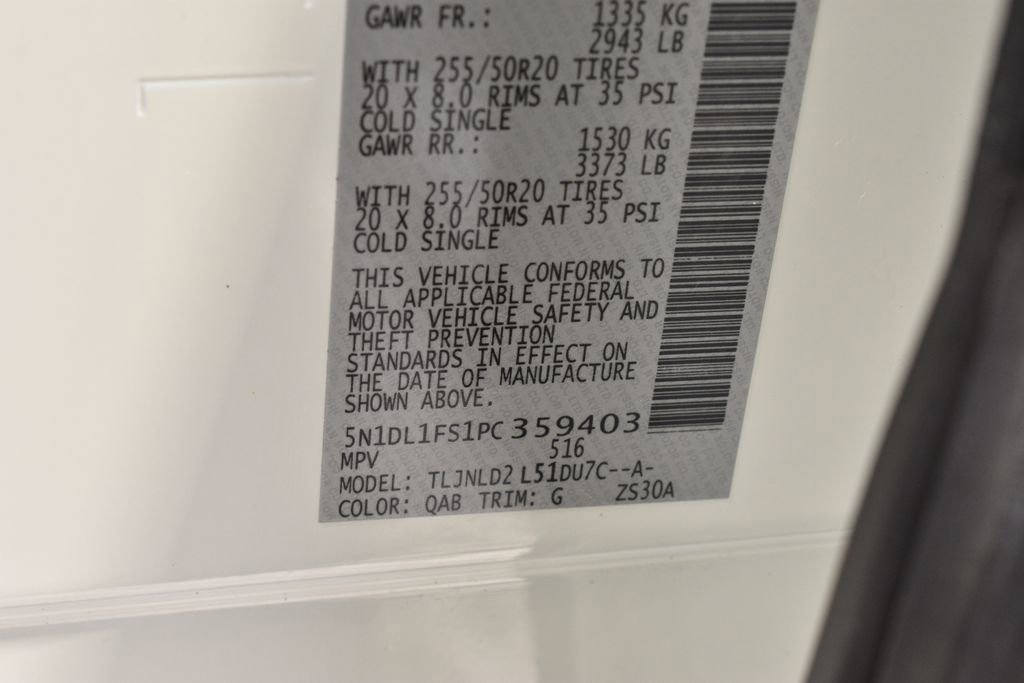 GAWR FR.: 1335 KG
2943 LB
WITH 255/50R20 TIRES
20 X 8.0 RIMS AT 35 PSI
COLD SINGLE
GAWR RR.: 1530 KG
3373 LB
WITH 255/50R20 TIRES
20 X 8.0 RIMS AT 35 PSI
COLD SINGLE
THIS VEHICLE CONFORMS TO
ALL APPLICABLE FEDERAL
MOTOR VEHICLE SAFETY AND
THEFT PREVENTION
STANDARDS IN EFFECT ON
THE DATE OF MANUFACTURE
SHOWN ABOVE.
5N1DL1FS1PC359403
MPV 516
MODEL: TLJNLD2 L51DU7C--A-
COLOR: QAB TRIM: G ZS30A